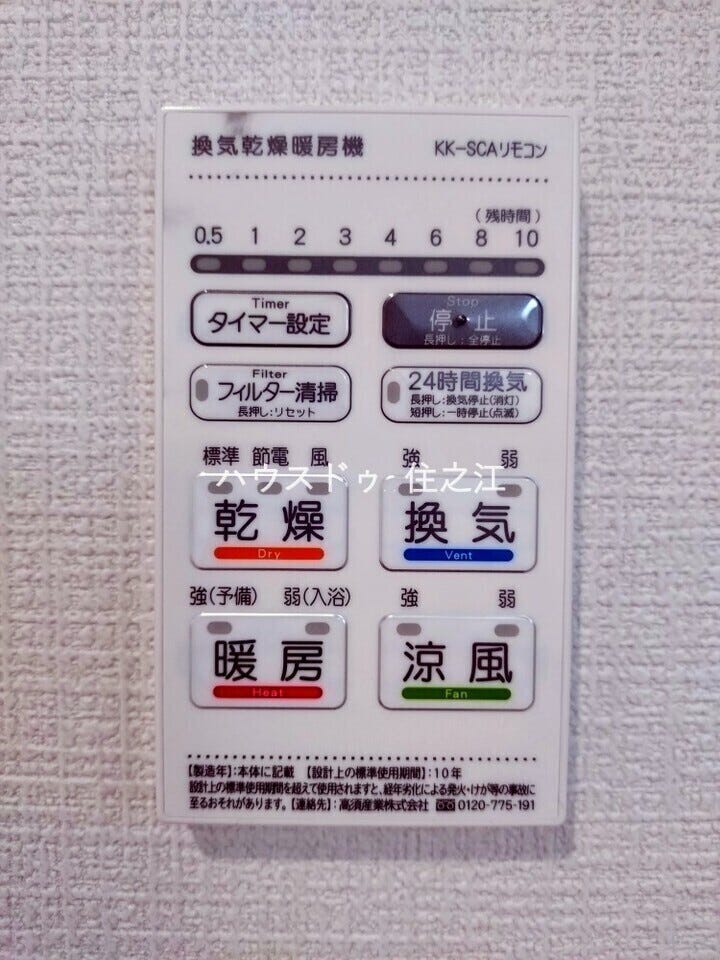 換気乾燥暖房機 KK-SCAリモコン
(残時間)
0.5 1 2 3 4 6 8 10
Timer
タイマー設定
Stop
停止
長押し:全停止
Filter
フィルター清掃
長押し:リセット
24時間換気
長押し:換気停止(消灯)
短押し:一時停止(点滅)
標準 節電 風
強 弱
ハウスドゥ 住之江
乾燥
Dry
換気
Vent
強(予備) 弱(入浴)
強 弱
暖房
Heat
涼風
Fan
【製造年】:本体に記載 【設計上の標準使用期間】:10年
設計上の標準使用期間を超えて使用されますと、経年劣化による発火・けが等の事故に
至るおそれがあります。【連絡先】:高須産業株式会社 0120-775-191